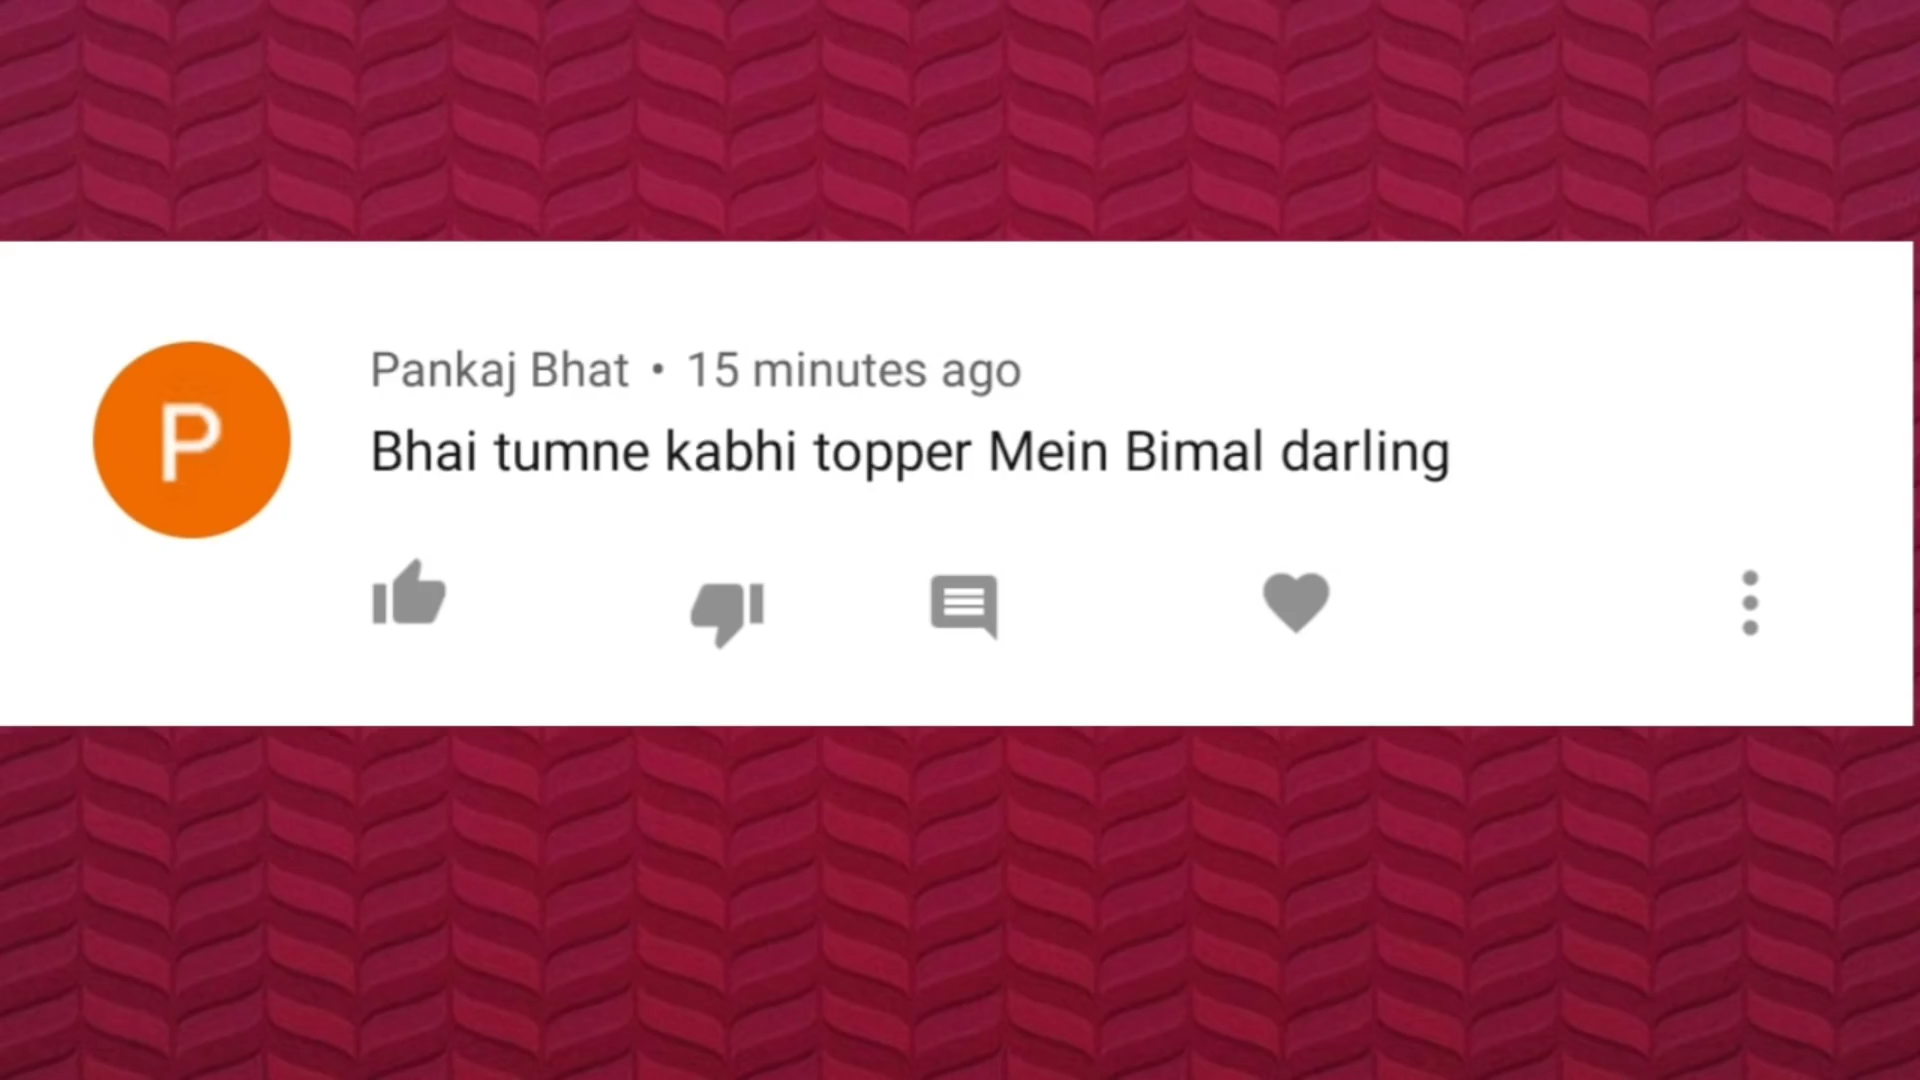 P
Pankaj Bhat • 15 minutes ago
Bhai tumne kabhi topper Mein Bimal darling